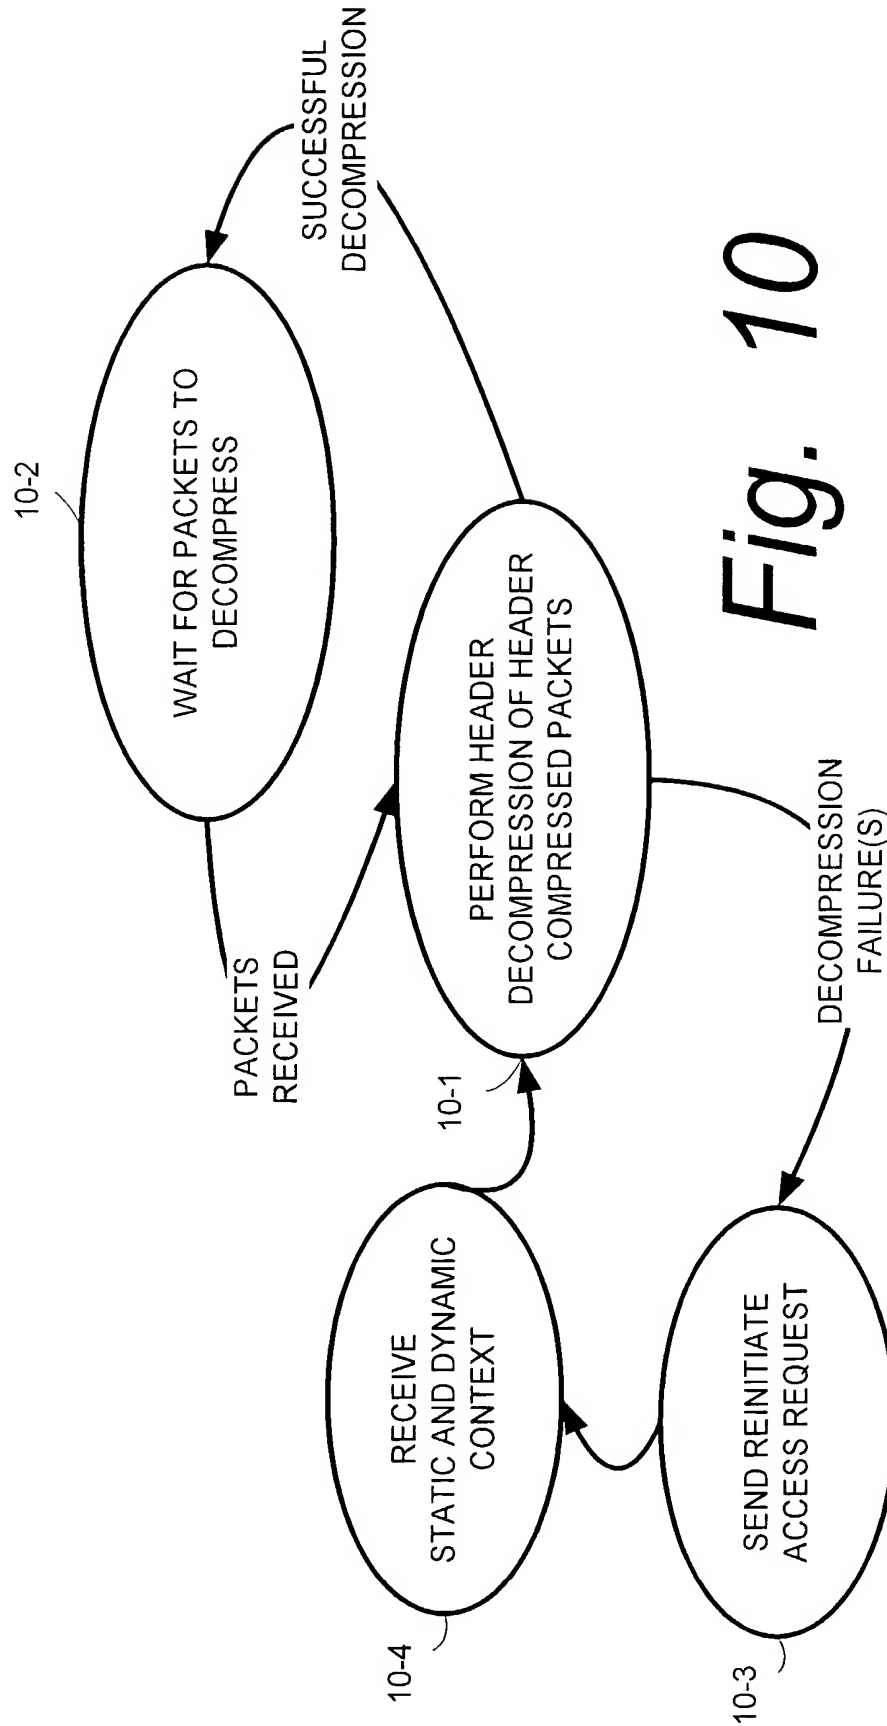 10-2
WAIT FOR PACKETS TO
DECOMPRESS
SUCCESSFUL
DECOMPRESSION
PACKETS
RECEIVED
10-1
PERFORM HEADER
DECOMPRESSION OF HEADER
COMPRESSED PACKETS
10-4
RECEIVE
STATIC AND DYNAMIC
CONTEXT
DECOMPRESSION
FAILURE(S)
10-3
SEND REINITIATE
ACCESS REQUEST
Fig. 10